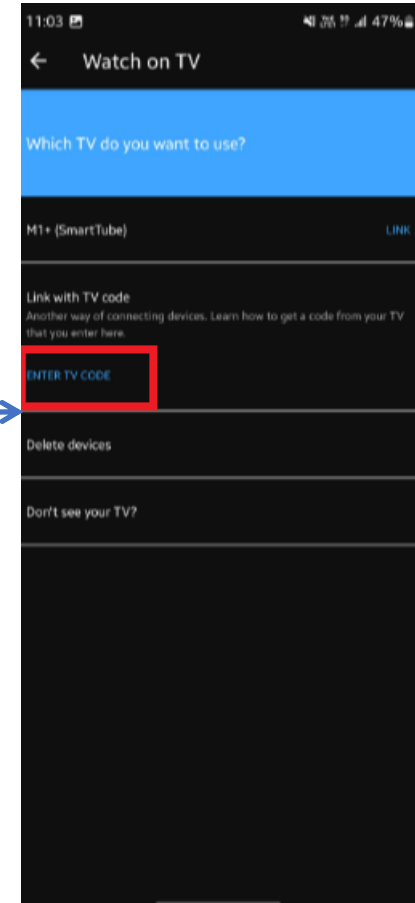 11:03 47%
Watch on TV
Which TV do you want to use?
M1+ (SmartTube) LINK
Link with TV code
Another way of connecting devices. Learn how to get a code from your TV
that you enter here.
ENTER TV CODE
Delete devices
Don't see your TV?